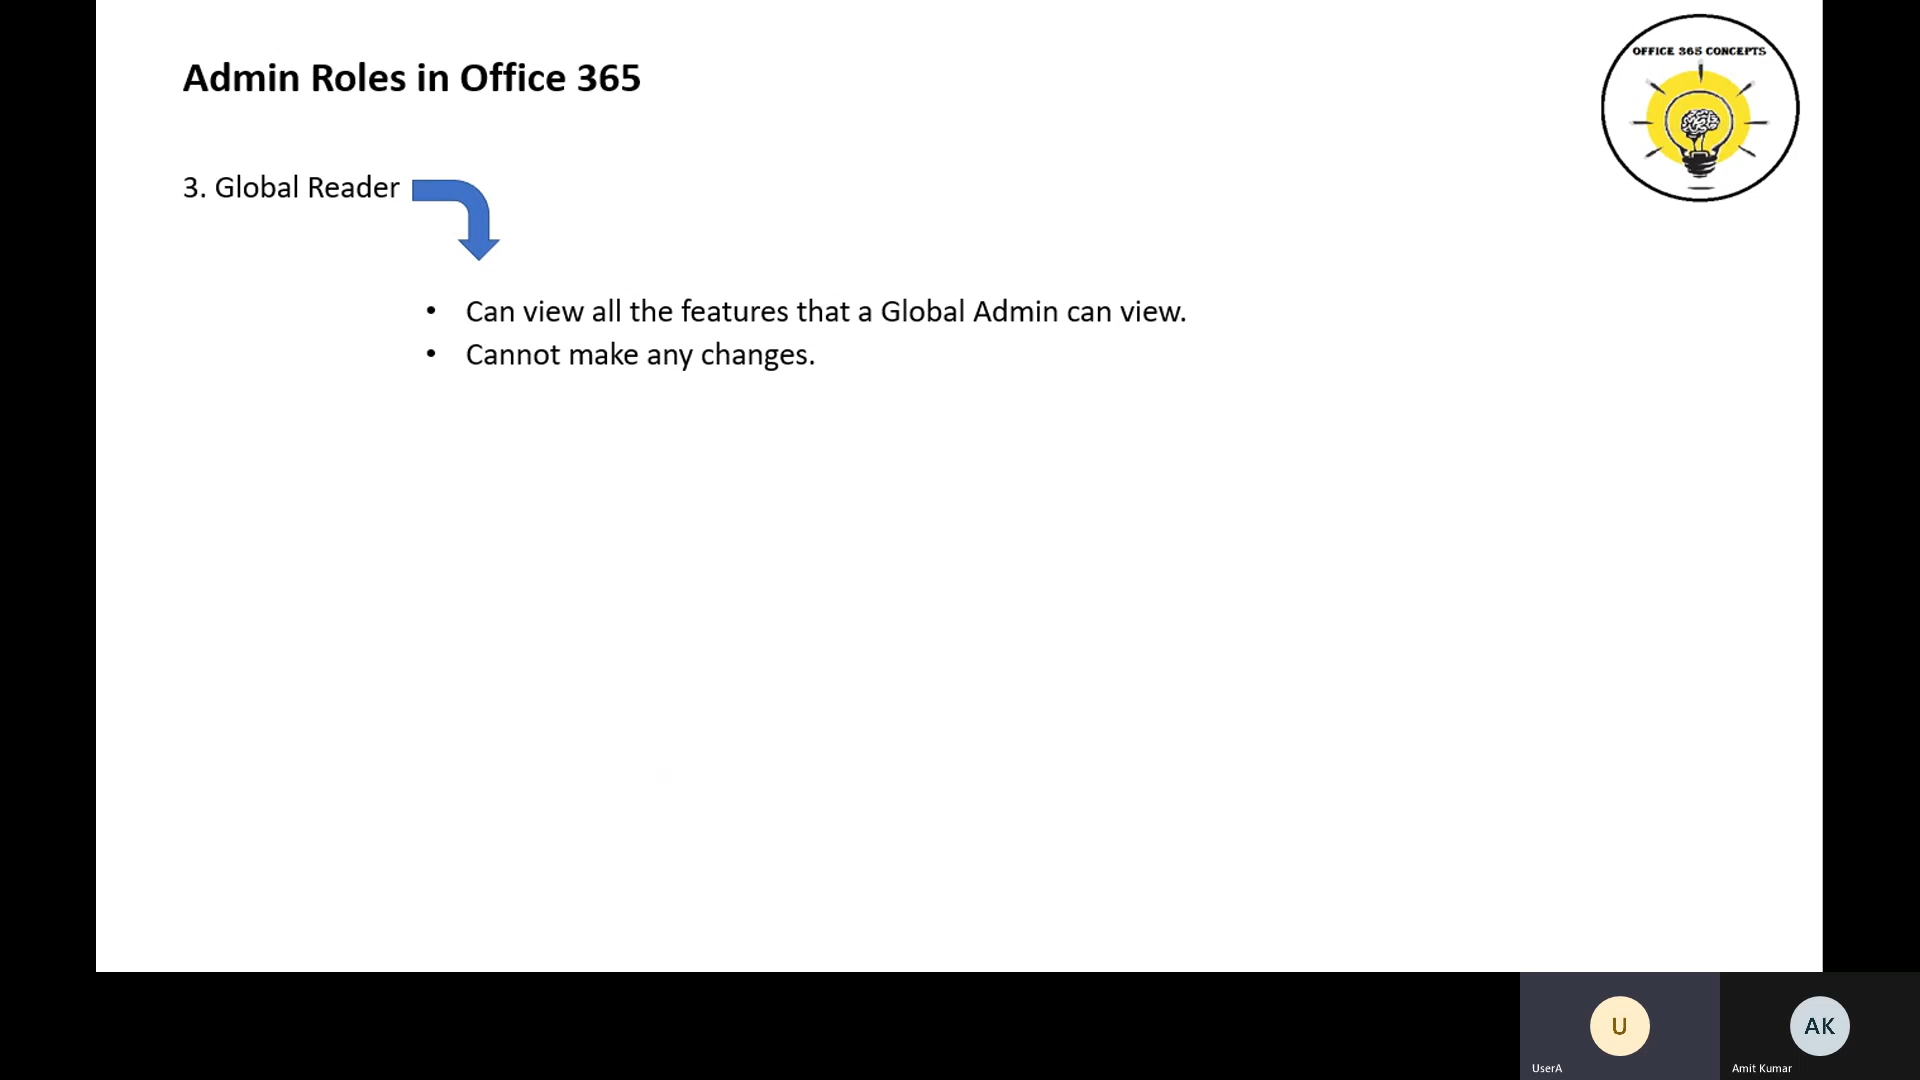 OFFICE 365 CONCEPTS
Admin Roles in Office 365
3. Global Reader
• Can view all the features that a Global Admin can view.
• Cannot make any changes.
U
AK
UserA
Amit Kumar